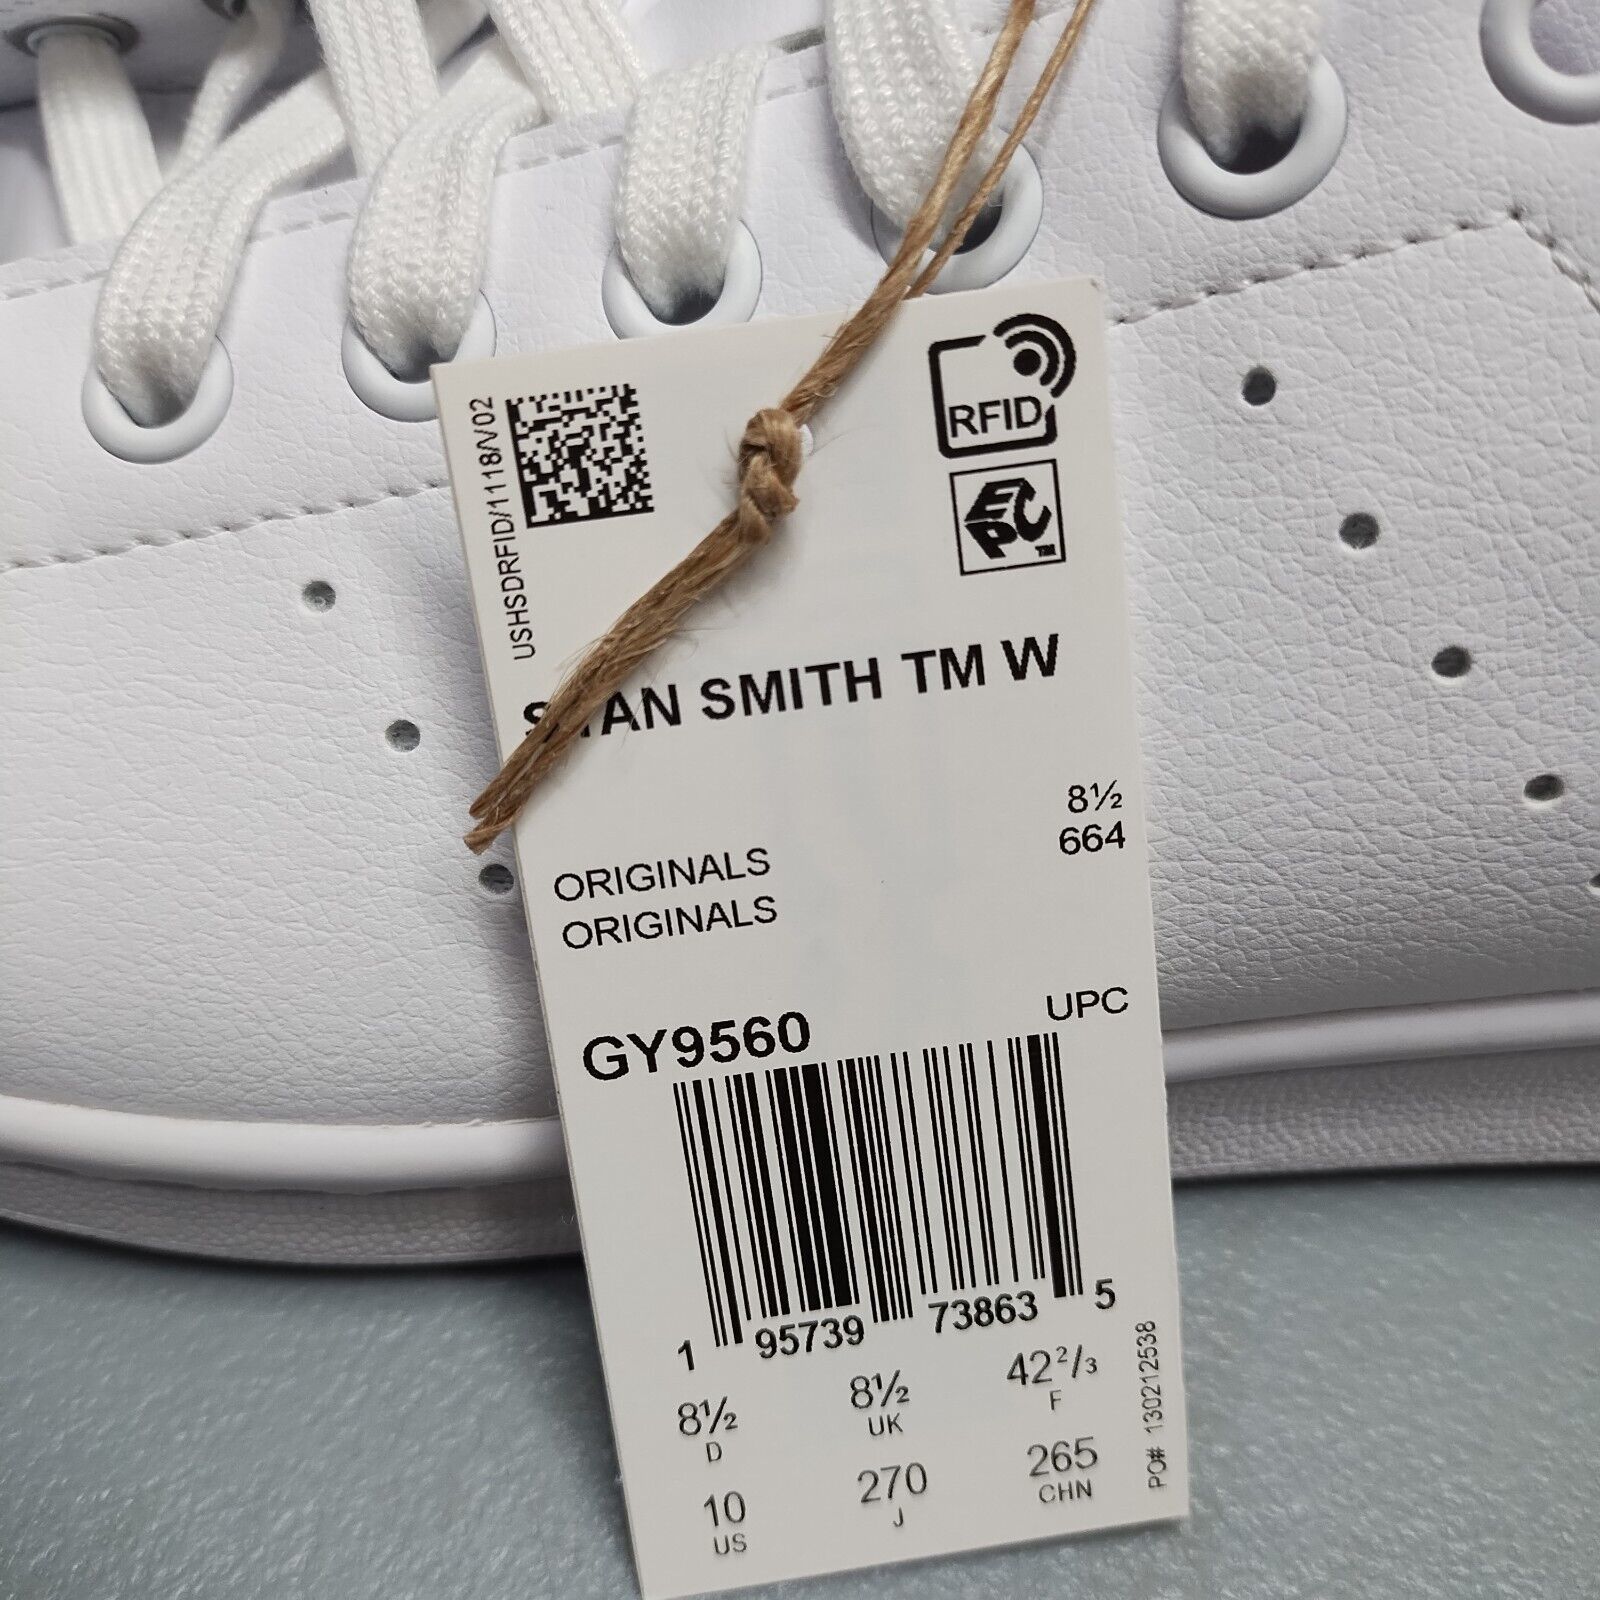 USHSDRFID/1118/V02
RFID
EPC TM
STAN SMITH TM W
8½
664
ORIGINALS
ORIGINALS
UPC
GY9560
1 95739 73863 5
8½ 8½ 42²/₃
D UK F
10 270 265
US J CHN
PO# 130212538